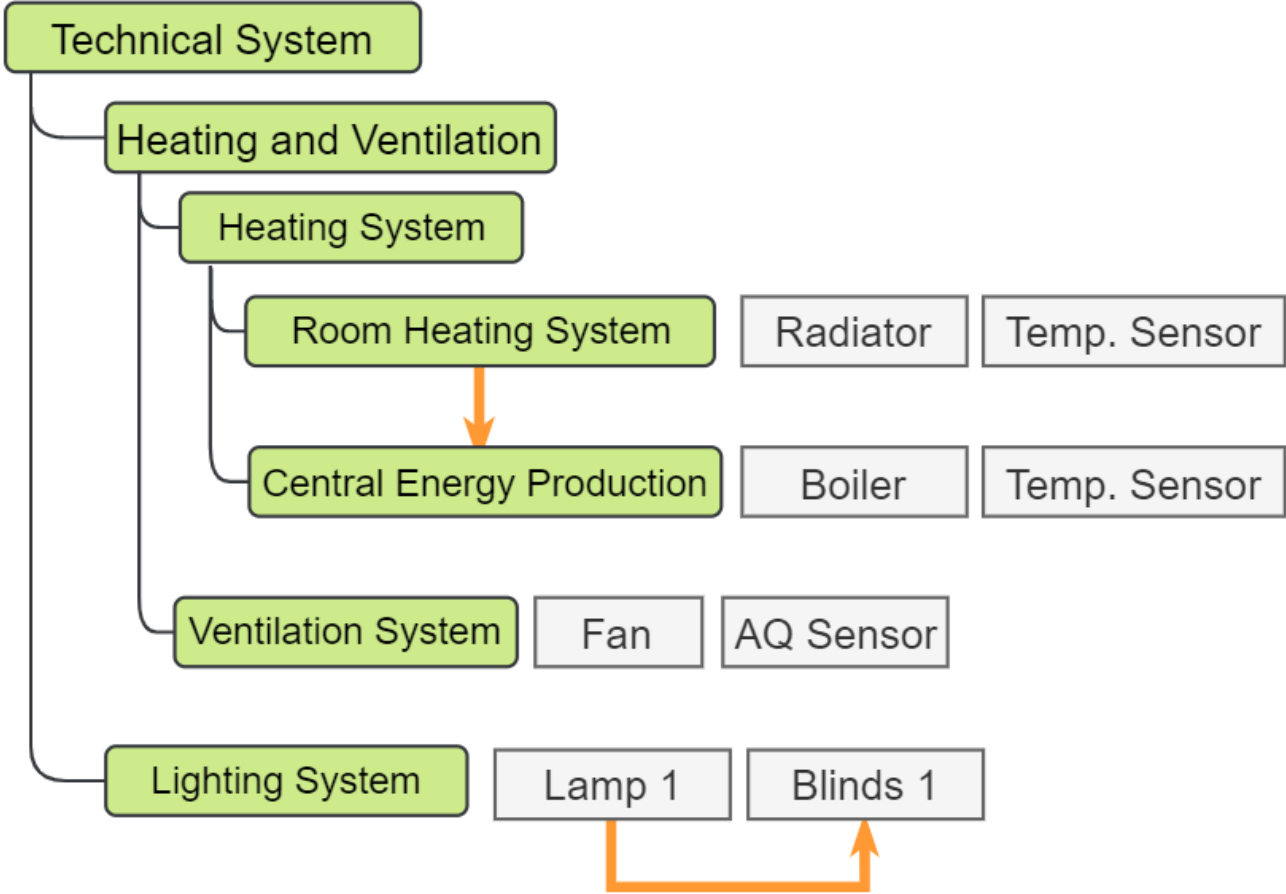 Technical System
Heating and Ventilation
Heating System
Room Heating System
Radiator
Temp. Sensor
Central Energy Production
Boiler
Temp. Sensor
Ventilation System
Fan
AQ Sensor
Lighting System
Lamp 1
Blinds 1